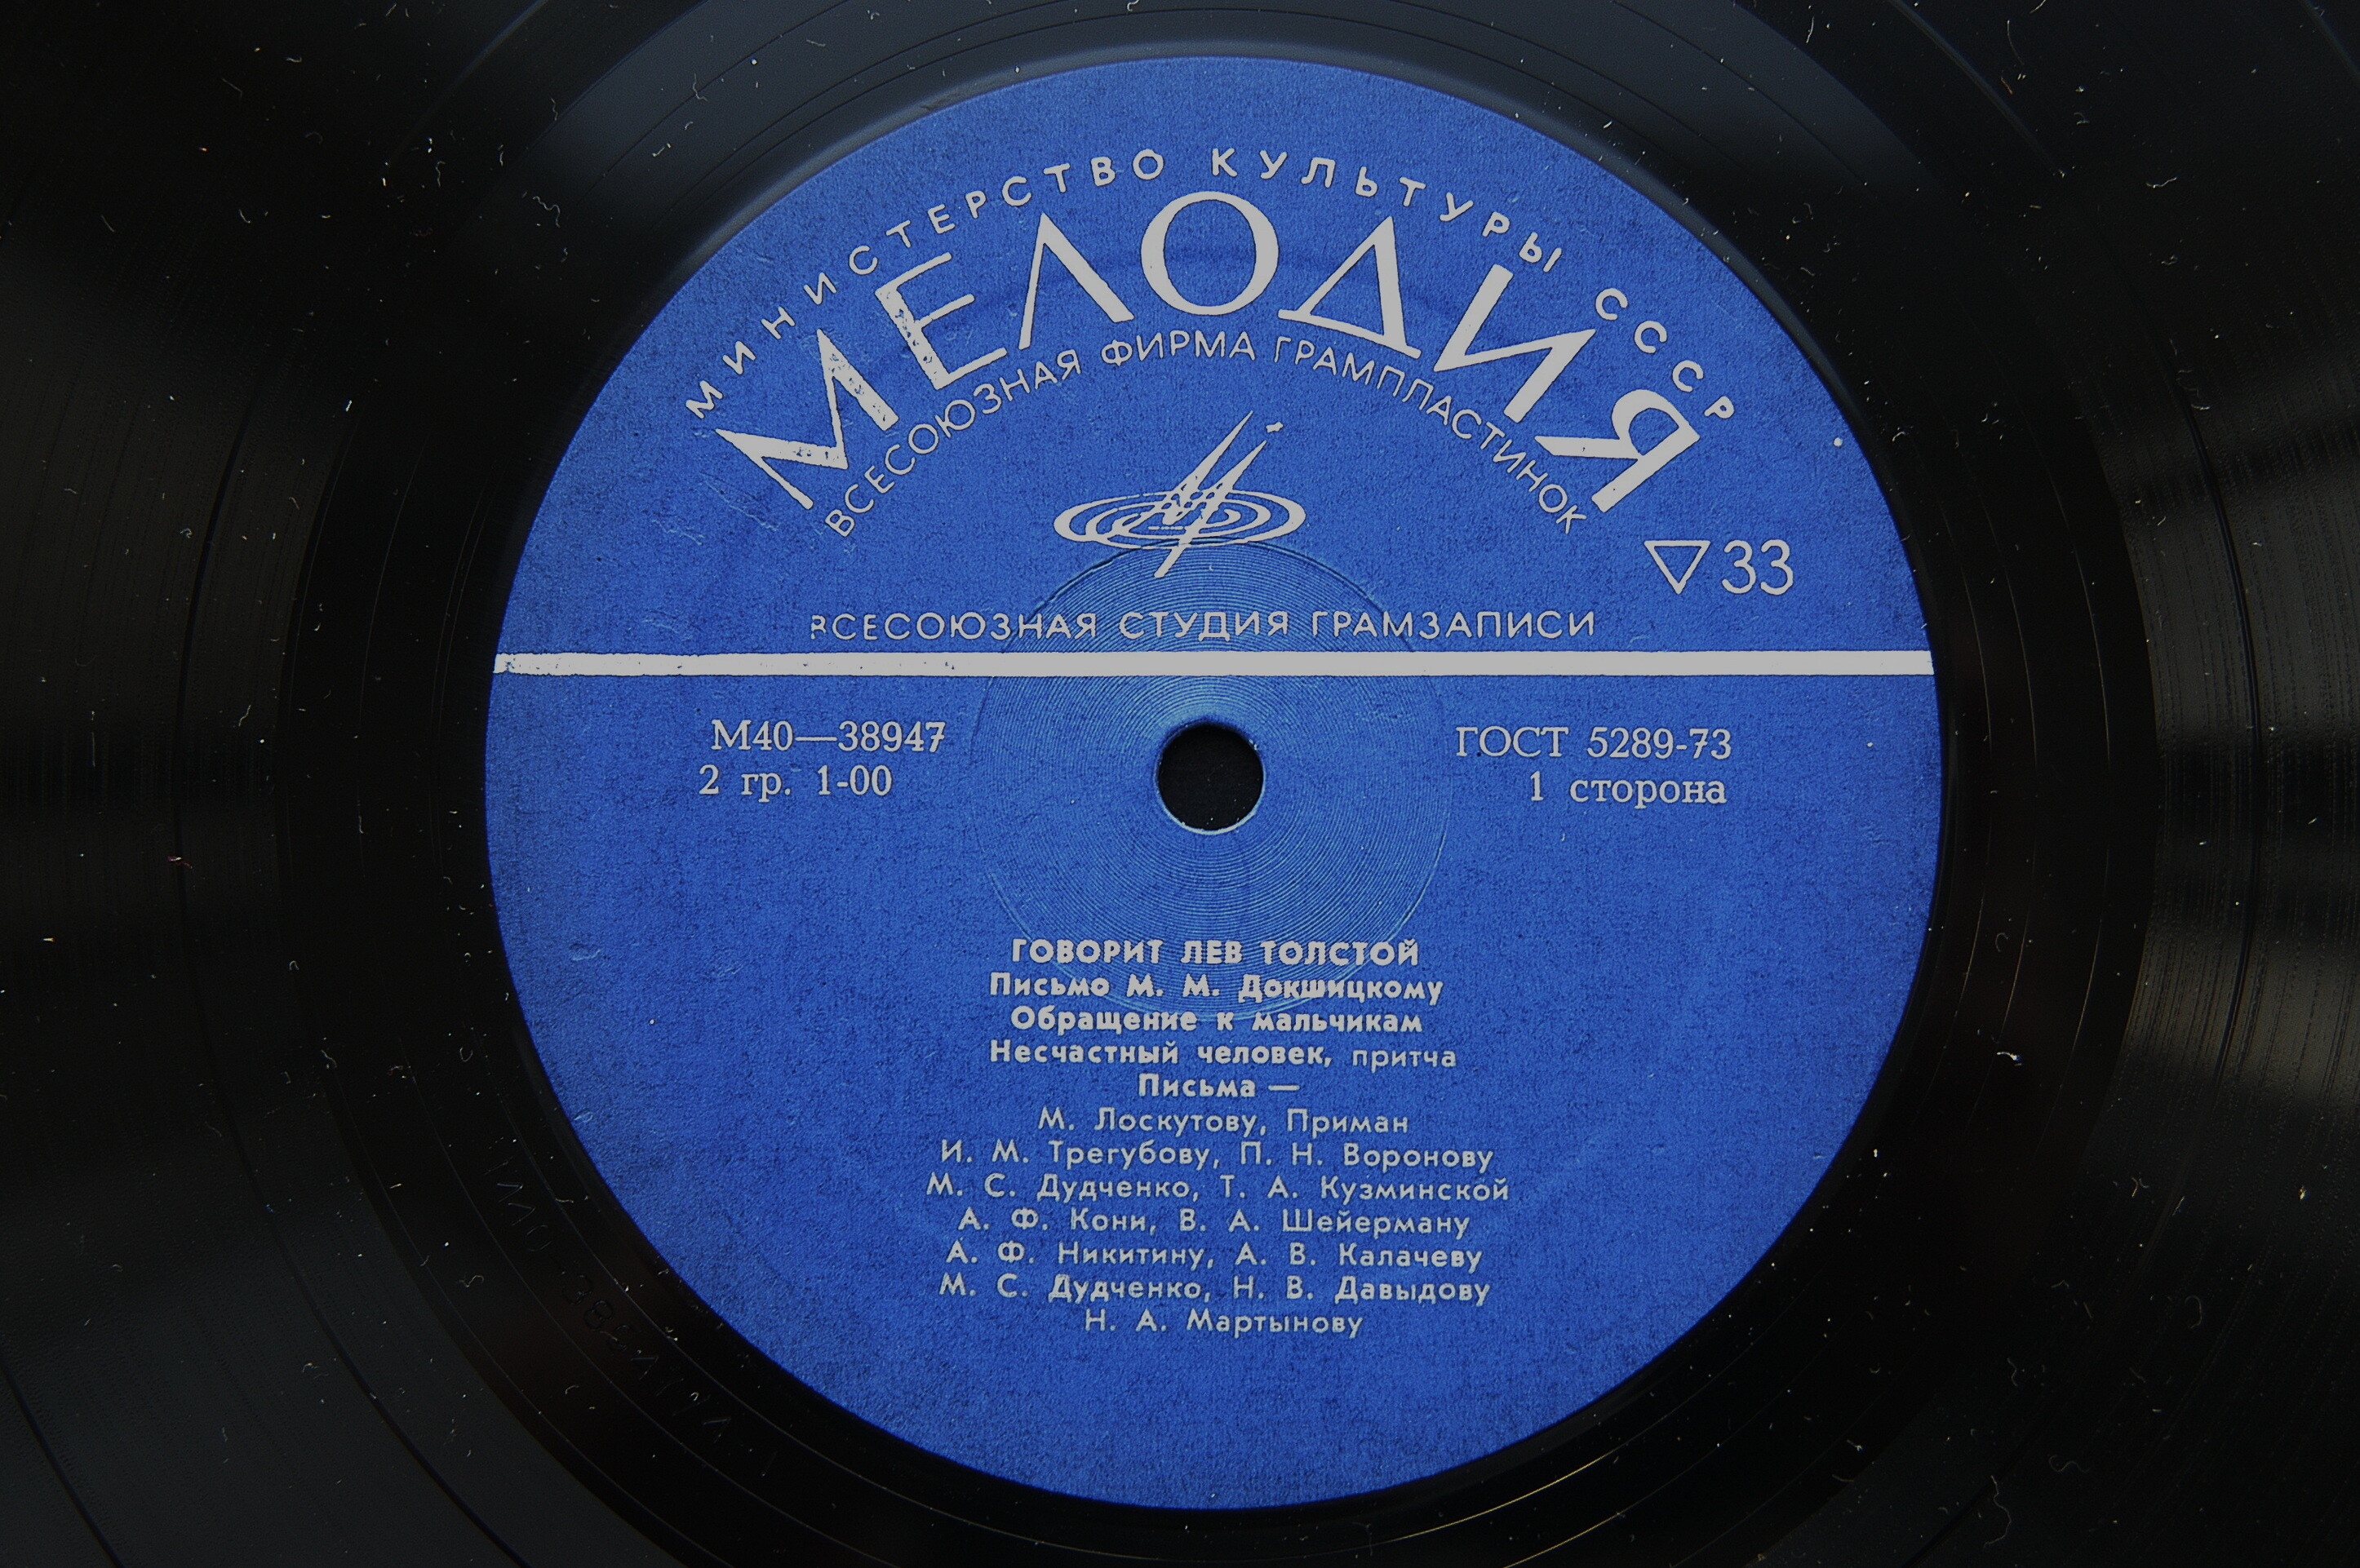 МИНИСТЕРСТВО КУЛЬТУРЫ СССР
МЕЛОДИЯ
ВСЕСОЮЗНАЯ ФИРМА ГРАМПЛАСТИНОК
33
ВСЕСОЮЗНАЯ СТУДИЯ ГРАМЗАПИСИ
М40—38947
2 гр. 1-00
ГОСТ 5289-73
1 сторона
ГОВОРИТ ЛЕВ ТОЛСТОЙ
Письмо М. М. Докшицкому
Обращение к мальчикам
Несчастный человек, притча
Письма —
М. Лоскутову, Приман
И. М. Трегубову, П. Н. Воронову
М. С. Дудченко, Т. А. Кузминской
А. Ф. Кони, В. А. Шейерману
А. Ф. Никитину, А. В. Калачеву
М. С. Дудченко, Н. В. Давыдову
Н. А. Мартынову